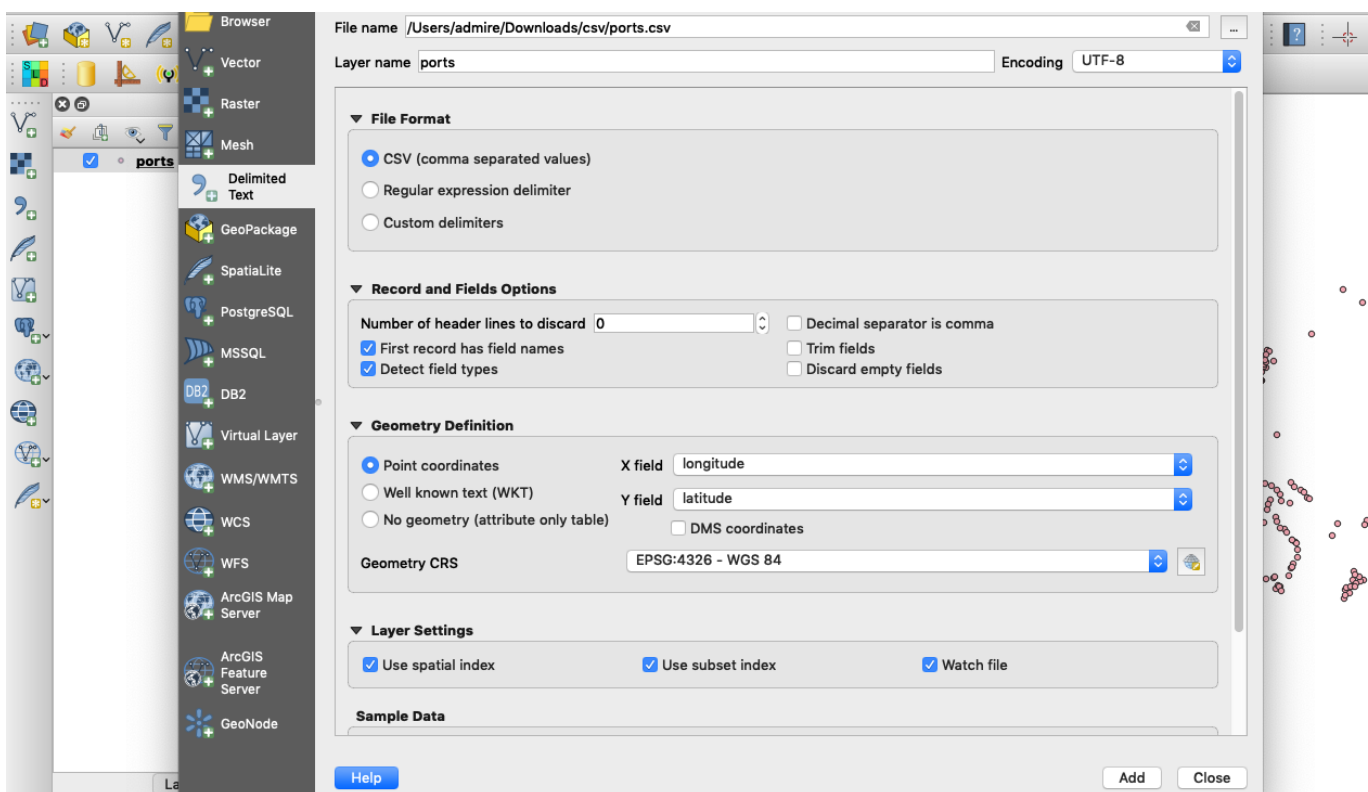 Browser
Vector
Raster
Mesh
Delimited
Text
GeoPackage
SpatiaLite
PostgreSQL
MSSQL
DB2 DB2
Virtual Layer
WMS/WMTS
WCS
WFS
ArcGIS Map
Server
ArcGIS
Feature
Server
GeoNode
ports
La
SLD
File name /Users/admire/Downloads/csv/ports.csv ...
Layer name ports Encoding UTF-8
File Format
CSV (comma separated values)
Regular expression delimiter
Custom delimiters
Record and Fields Options
Number of header lines to discard 0 Decimal separator is comma
First record has field names Trim fields
Detect field types Discard empty fields
Geometry Definition
Point coordinates X field longitude
Well known text (WKT) Y field latitude
No geometry (attribute only table) DMS coordinates
Geometry CRS EPSG:4326 - WGS 84
Layer Settings
Use spatial index Use subset index Watch file
Sample Data
Help Add Close
?